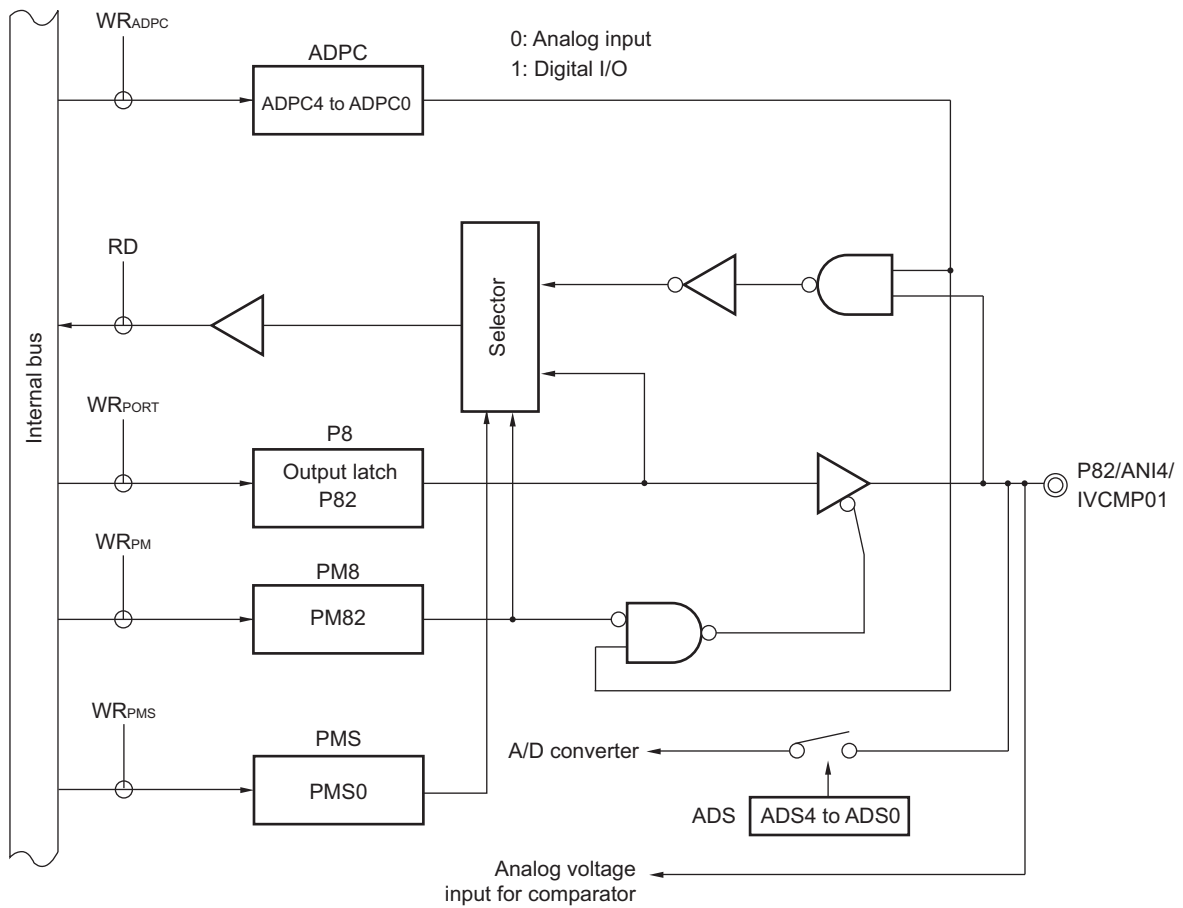 WRADPC
0: Analog input
1: Digital I/O
ADPC
ADPC4 to ADPC0
RD
Selector
Internal bus
WRPORT
P8
Output latch
P82
P82/ANI4/
IVCMP01
WRPM
PM8
PM82
WRPMS
PMS
PMS0
A/D converter
ADS
ADS4 to ADS0
Analog voltage
input for comparator